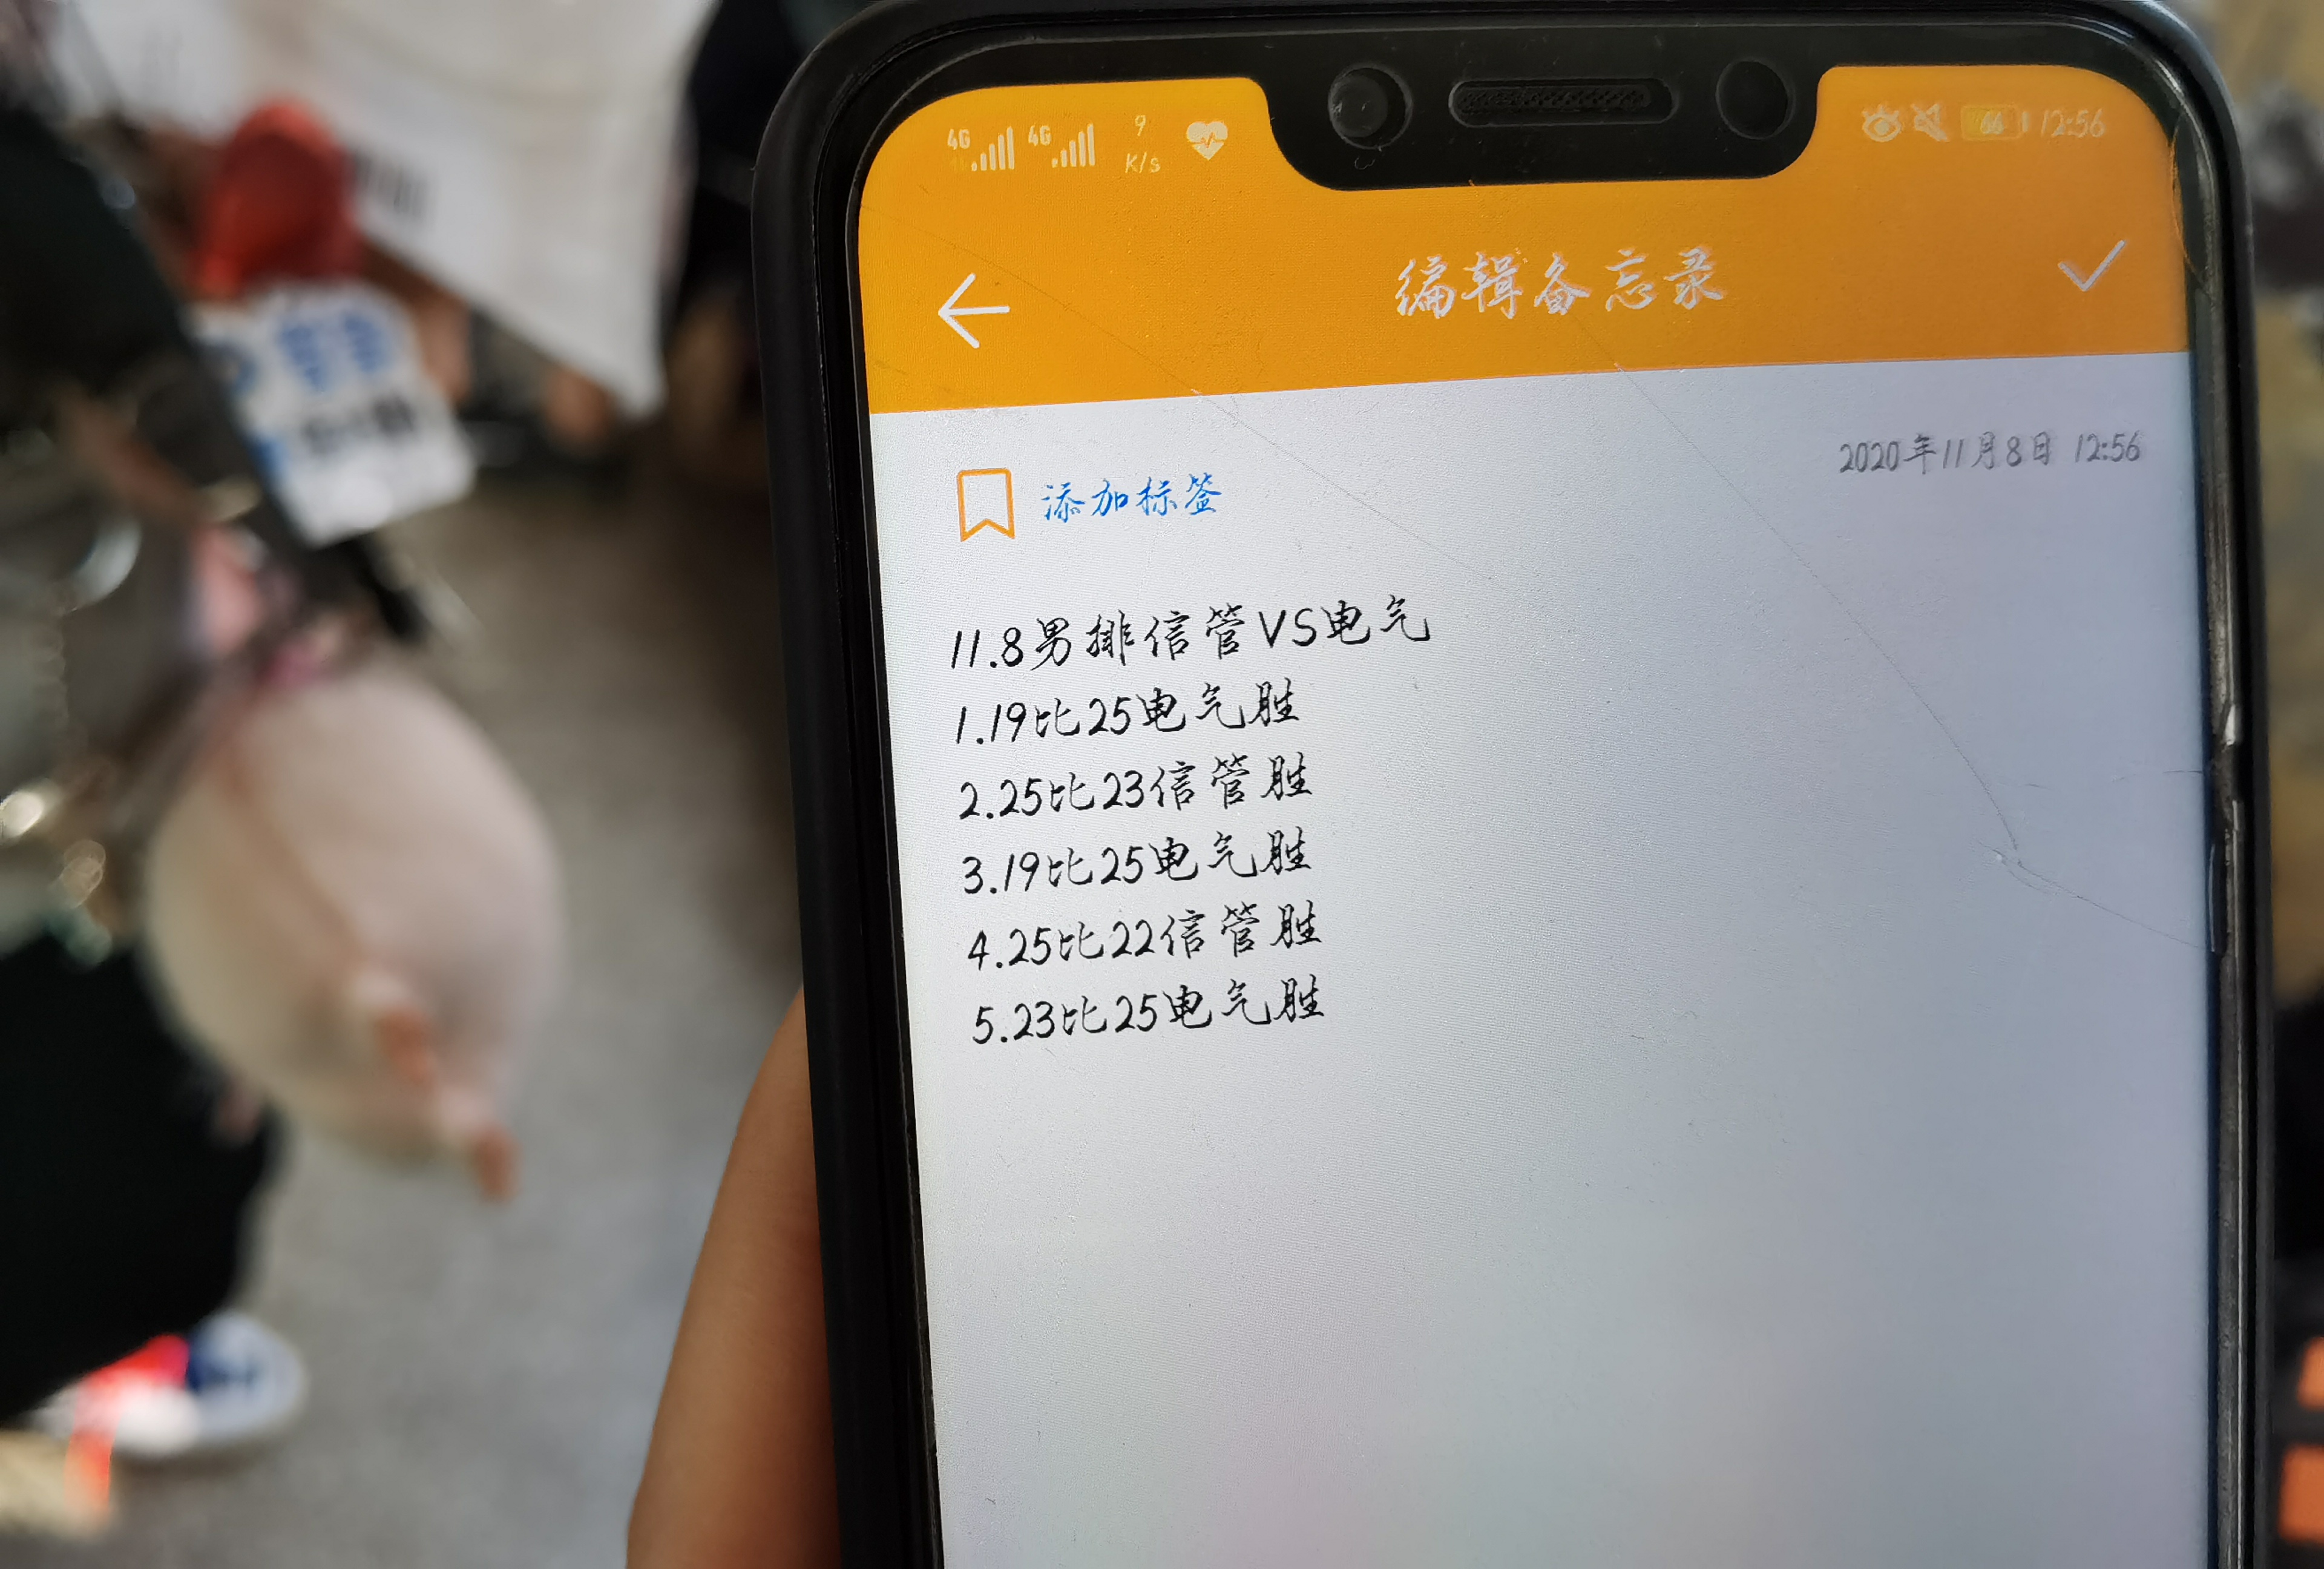 4G 4G 9 K/s 66 12:56
编辑备忘录
2020年11月8日 12:56
添加标签
11.8男排信管VS电气
1.19比25电气胜
2.25比23信管胜
3.19比25电气胜
4.25比22信管胜
5.23比25电气胜